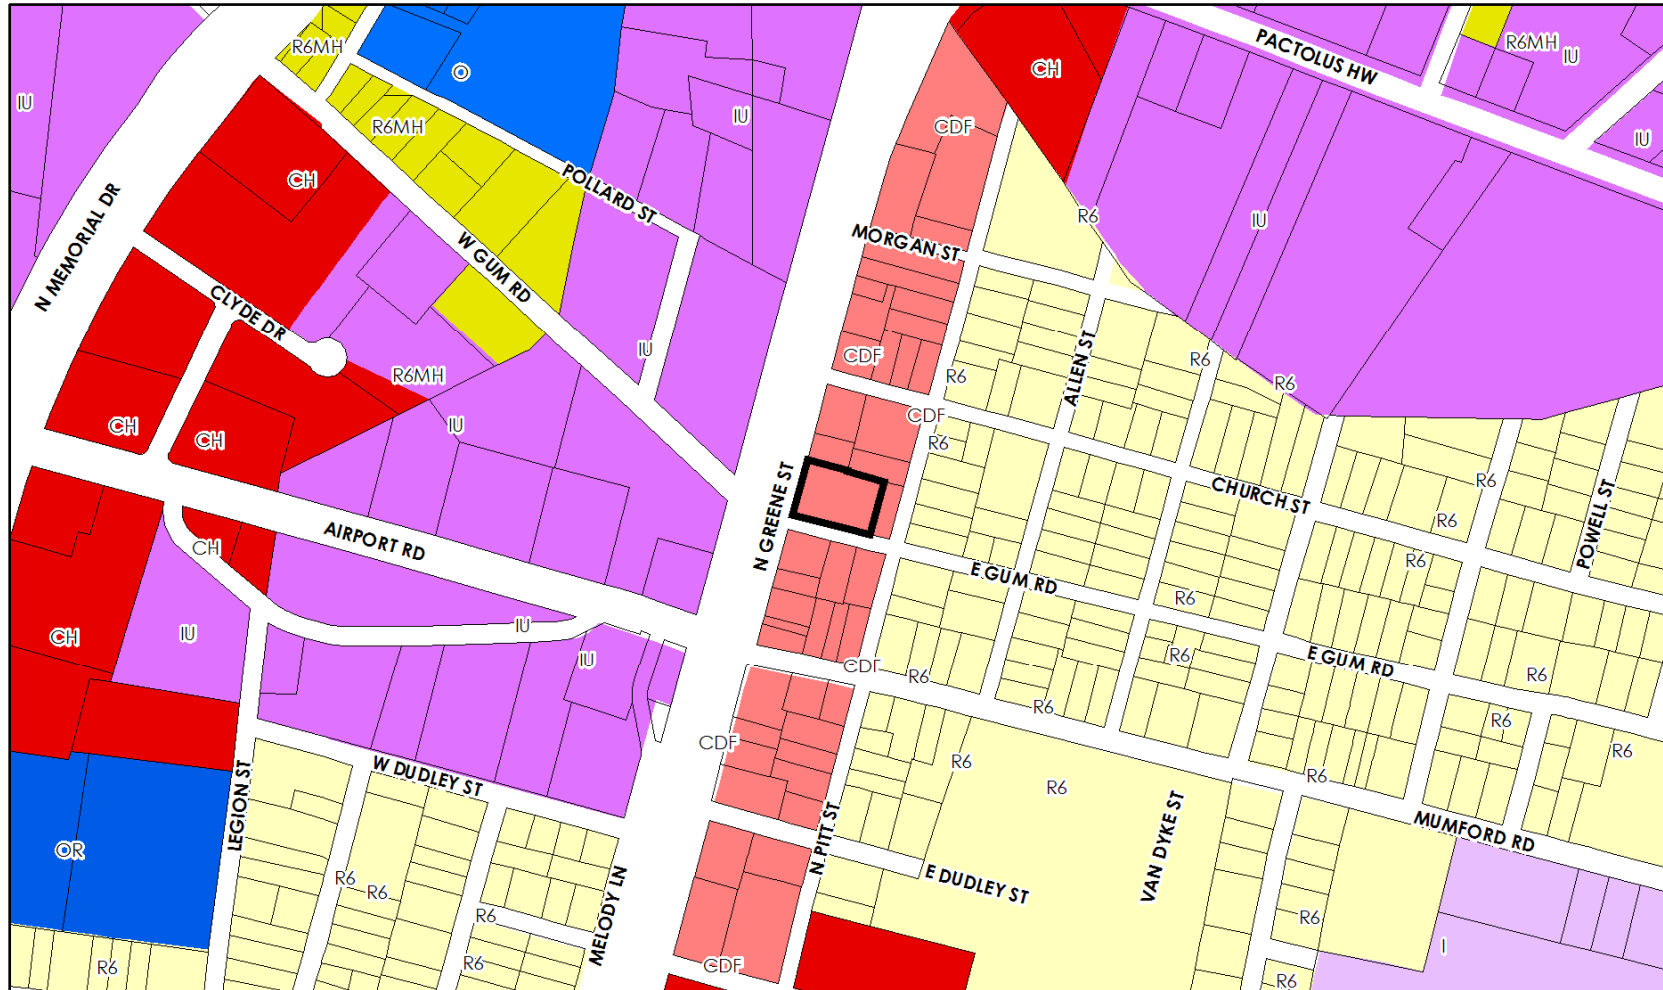 R6MH
O
CH
PACTOLUS HW
R6MH
IU
IU
R6MH
IU
CDF
IU
CH
POLLARD ST
N MEMORIAL DR
W GUM RD
MORGAN ST
R6
IU
CLYDE DR
IU
CDF
ALLEN ST
R6
R6
R6
R6MH
CH
CH
IU
CDF
R6
R6
CHURCH ST
N GREENE ST
AIRPORT RD
R6
POWELL ST
CH
E GUM RD
R6
R6
CH
IU
IU
IU
R6
E GUM RD
R6
CDF
R6
R6
R6
R6
CDF
R6
R6
R6
W DUDLEY ST
LEGION ST
N PITT ST
VAN DYKE ST
MUMFORD RD
OR
R6
R6
E DUDLEY ST
MELODY LN
R6
R6
I
R6
R6
CDF
R6